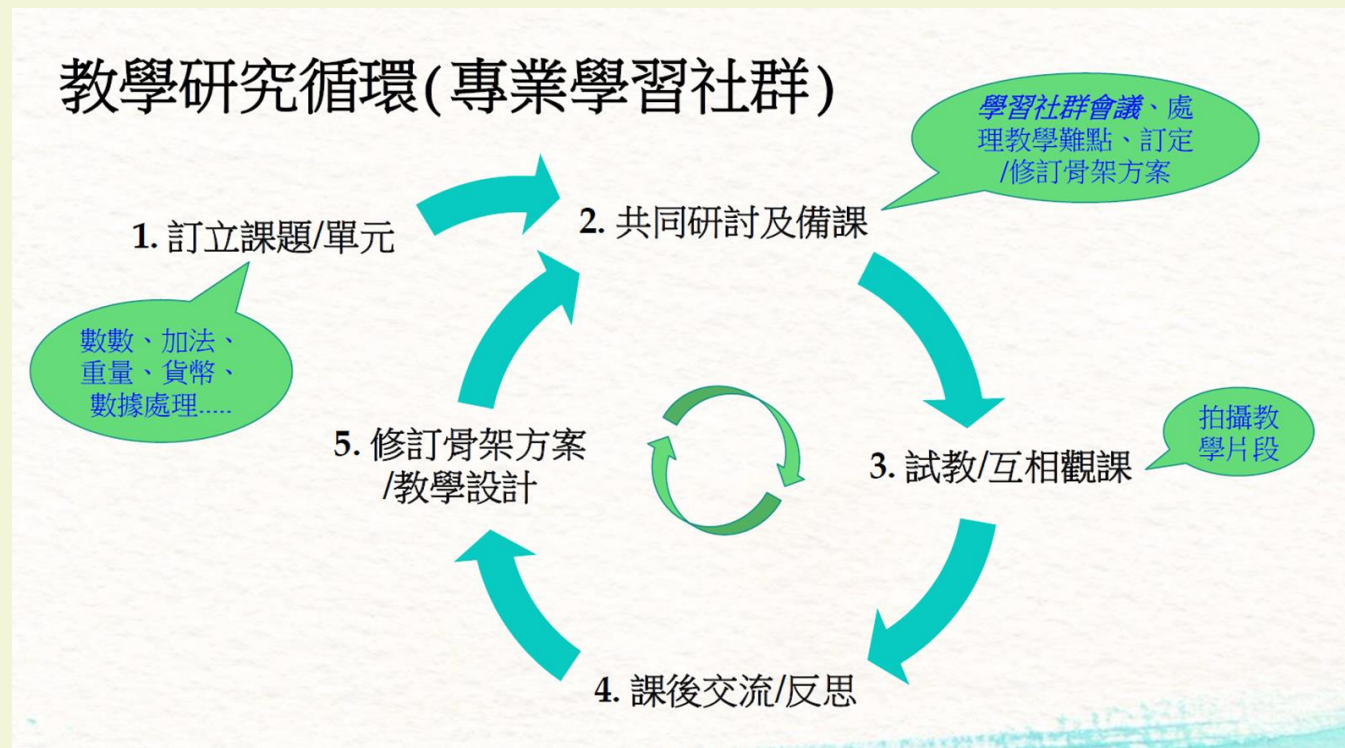 教學研究循環(專業學習社群)
學習社群會議、處
理教學難點、訂定
/修訂骨架方案
1. 訂立課題/單元
2. 共同研討及備課
數數、加法、
重量、貨幣、
數據處理.....
拍攝教
學片段
5. 修訂骨架方案
/教學設計
3. 試教/互相觀課
4. 課後交流/反思